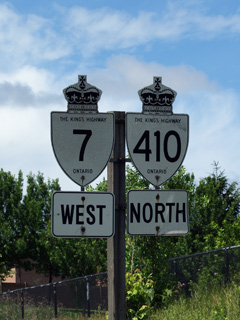 THE KING'S HIGHWAY
7
ONTARIO
WEST
THE KING'S HIGHWAY
410
ONTARIO
NORTH